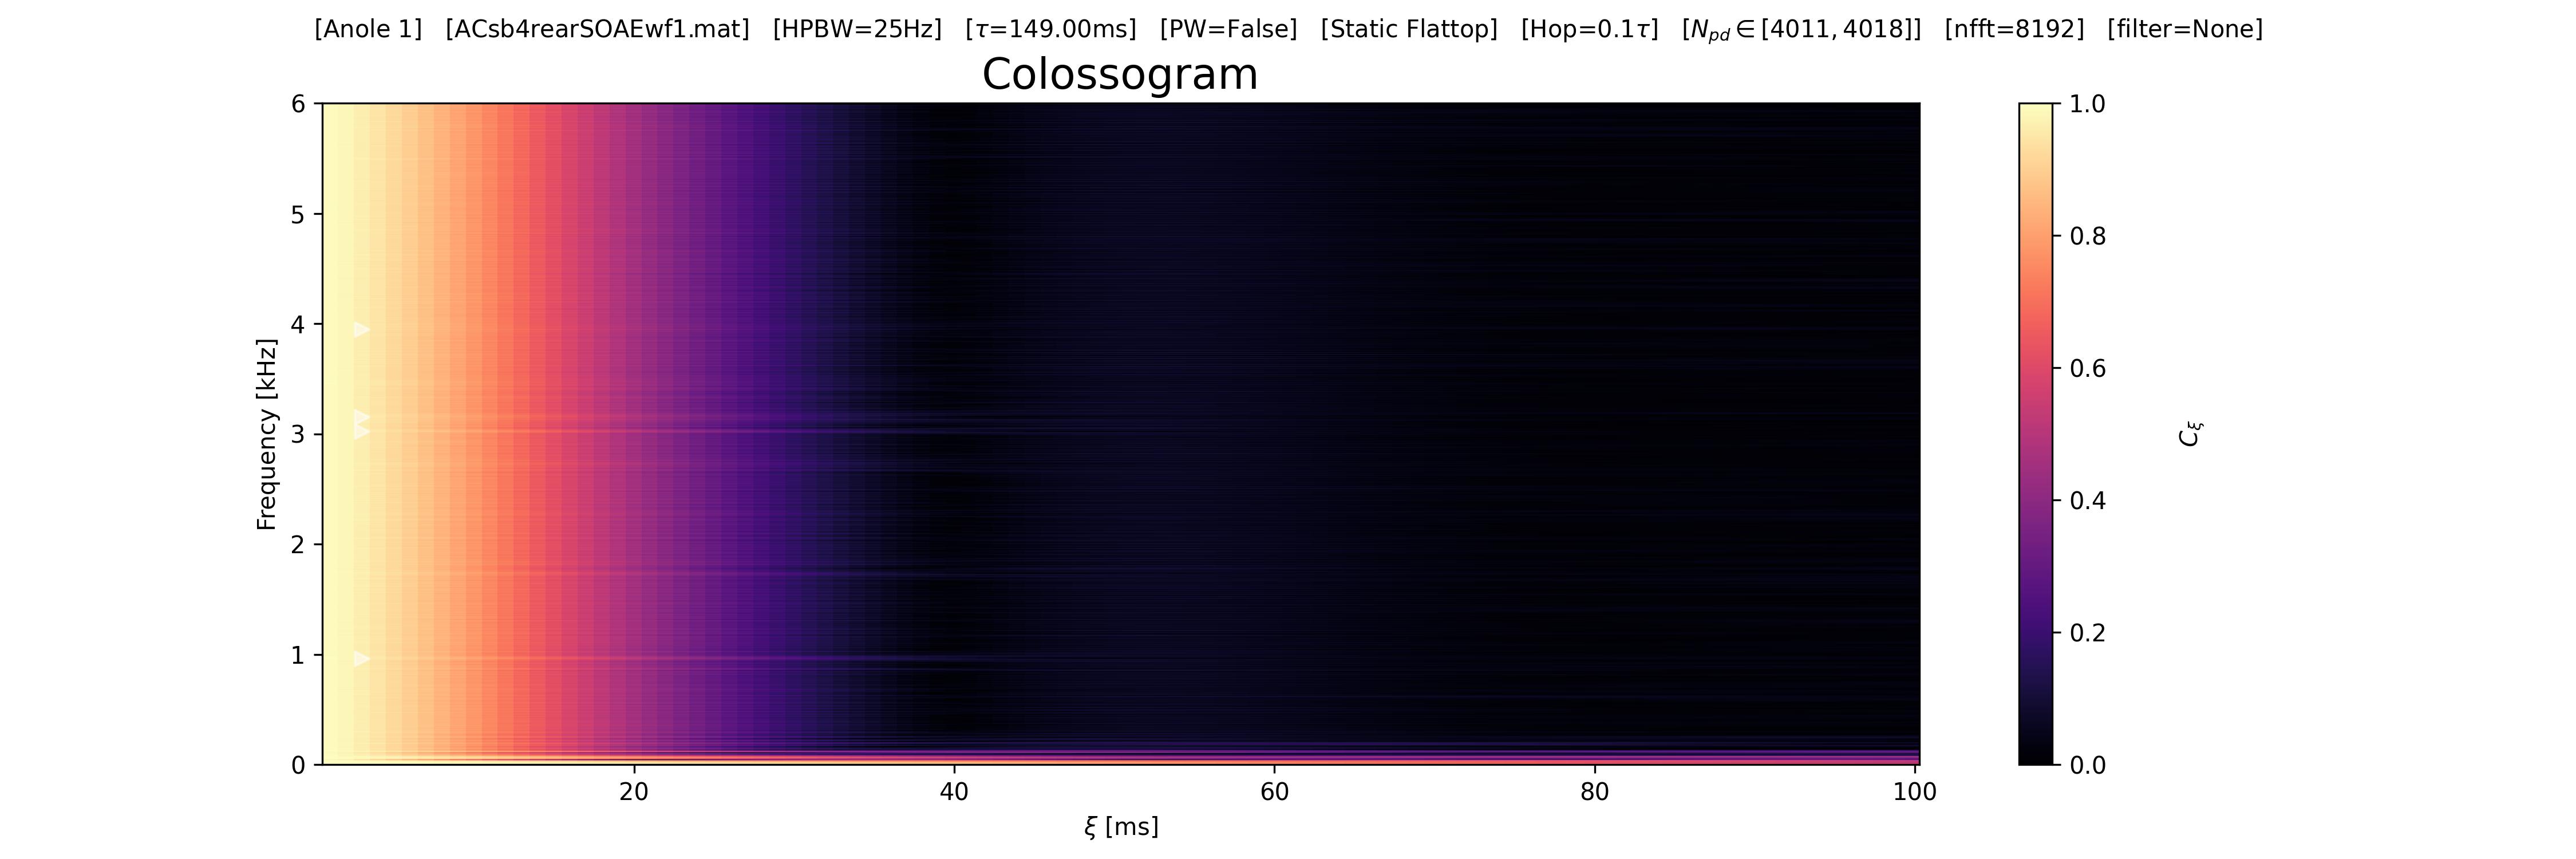 [Anole 1] [ACsb4rearSOAEwf1.mat] [HPBW=25Hz] [τ=149.00ms] [PW=False] [Static Flattop] [Hop=0.1τ] [N_pd ∈ [4011, 4018]] [nfft=8192] [filter=None]
Colossogram
6
5
4
3
2
1
0
Frequency [kHz]
20 40 60 80 100
ξ [ms]
1.0
0.8
0.6
0.4
0.2
0.0
C_ξ